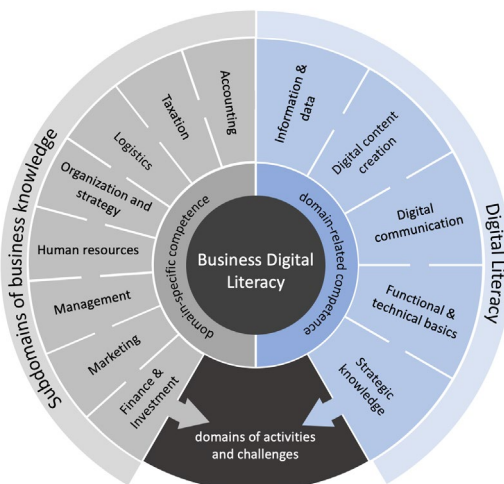 Subdomains of business knowledge
Accounting
Taxation
Logistics
Organization and
strategy
Human resources
Management
Marketing
Finance &
Investment
domain-specific competence
Business Digital
Literacy
domain-related competence
Information &
data
Digital content
creation
Digital
communication
Functional &
technical basics
Strategic
knowledge
Digital Literacy
domains of activities
and challenges